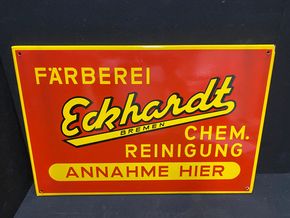 FÄRBEREI
Eckhardt
BREMEN
CHEM.
REINIGUNG
ANNAHME HIER